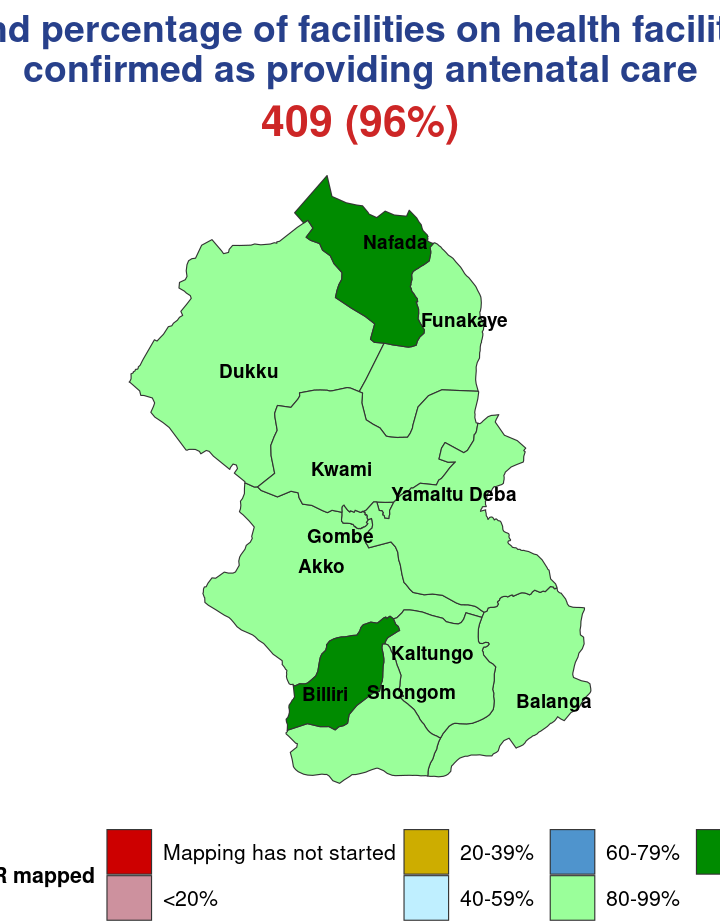 percentage of facilities on health
confirmed as providing antenatal care
409 (96%)
Nafada
Funakaye
Dukku
Kwami
Yamaltu Deba
Gombe
Akko
Kaltungo
Billiri
Shongom
Balanga
mapped
Mapping has not started
<20%
20-39%
40-59%
60-79%
80-99%